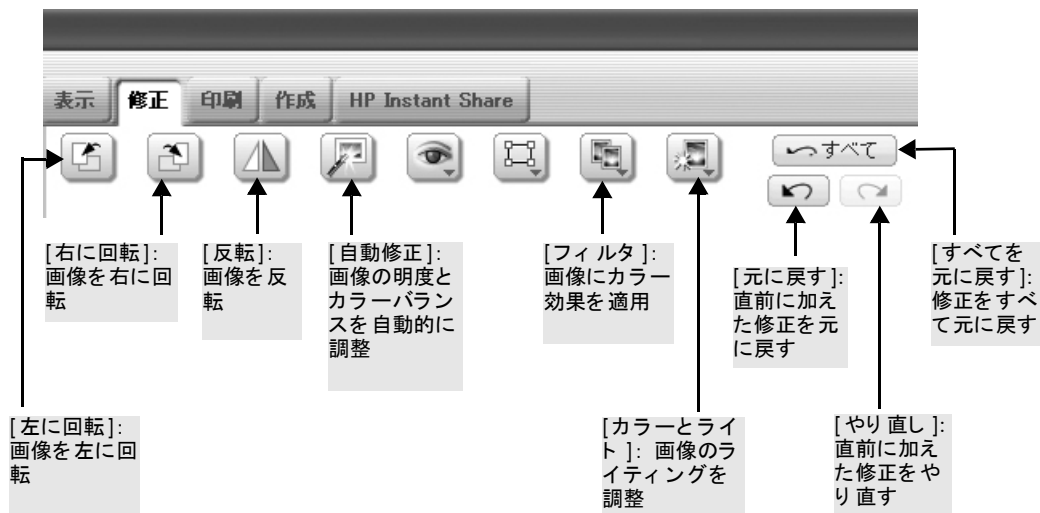 表示 修正 印刷 作成 HP Instant Share
すべて
[右に回転]:
画像を右に回
転
[反転]:
画像を反
転
[自動修正]:
画像の明度と
カラーバラン
スを自動的に
調整
[フィルタ]:
画像にカラー
効果を適用
[元に戻す]:
直前に加え
た修正を元
に戻す
[すべてを
元に戻す]:
修正をすべ
て元に戻す
[左に回転]:
画像を左に回
転
[カラーとライ
ト]: 画像のラ
イティングを
調整
[やり直し]:
直前に加え
た修正をや
り直す